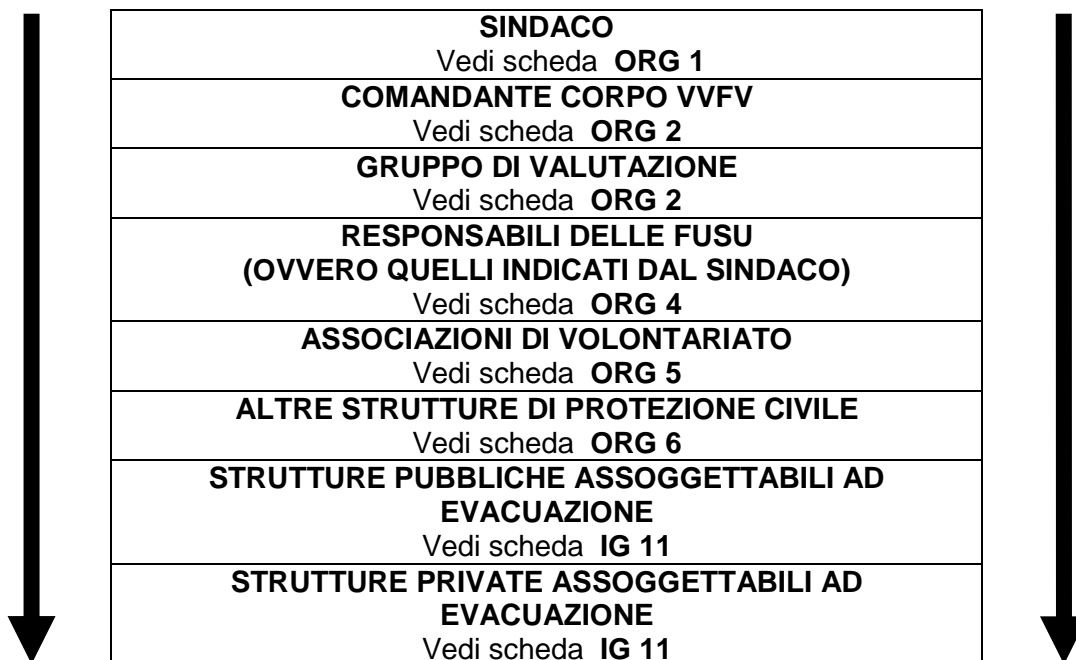 SINDACO
Vedi scheda ORG 1
COMANDANTE CORPO VVFV
Vedi scheda ORG 2
GRUPPO DI VALUTAZIONE
Vedi scheda ORG 2
RESPONSABILI DELLE FUSU
(OVVERO QUELLI INDICATI DAL SINDACO)
Vedi scheda ORG 4
ASSOCIAZIONI DI VOLONTARIATO
Vedi scheda ORG 5
ALTRE STRUTTURE DI PROTEZIONE CIVILE
Vedi scheda ORG 6
STRUTTURE PUBBLICHE ASSOGGETTABILI AD
EVACUAZIONE
Vedi scheda IG 11
STRUTTURE PRIVATE ASSOGGETTABILI AD
EVACUAZIONE
Vedi scheda IG 11